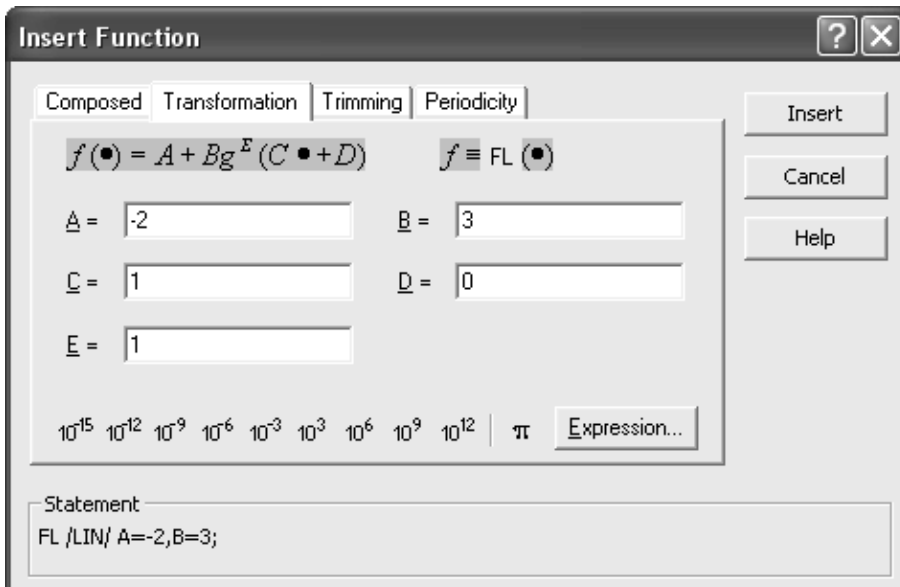 Insert Function
Composed Transformation Trimming Periodicity
Insert
f (●) = A + Bg^E (C ● +D) f ≡ FL (●)
Cancel
A = -2 B = 3
Help
C = 1 D = 0
E = 1
10^-15 10^-12 10^-9 10^-6 10^-3 10^3 10^6 10^9 10^12 π Expression...
Statement
FL /LIN/ A=-2,B=3;